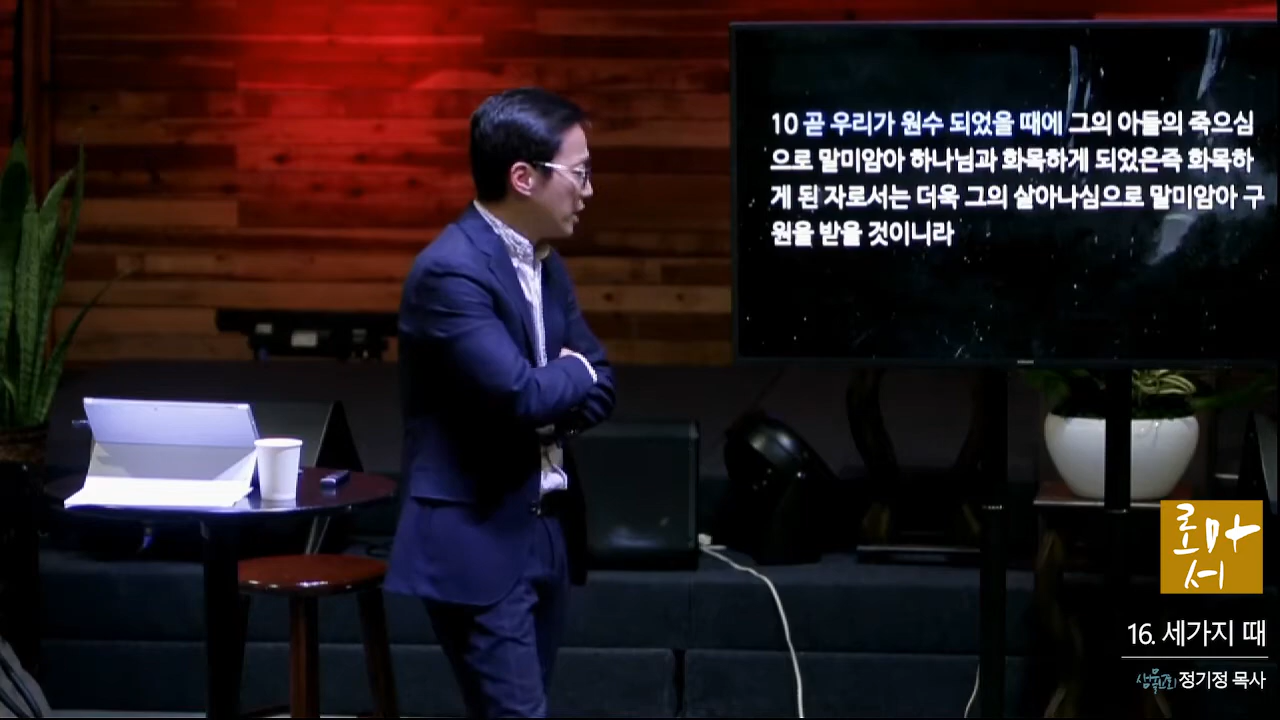 10 곧 우리가 원수 되었을 때에 그의 아들의 죽으심
으로 말미암아 하나님과 화목하게 되었은즉 화목하
게 된 자로서는 더욱 그의 살아나심으로 말미암아 구
원을 받을 것이니라
로마
서
16. 세가지 때
정기정 목사